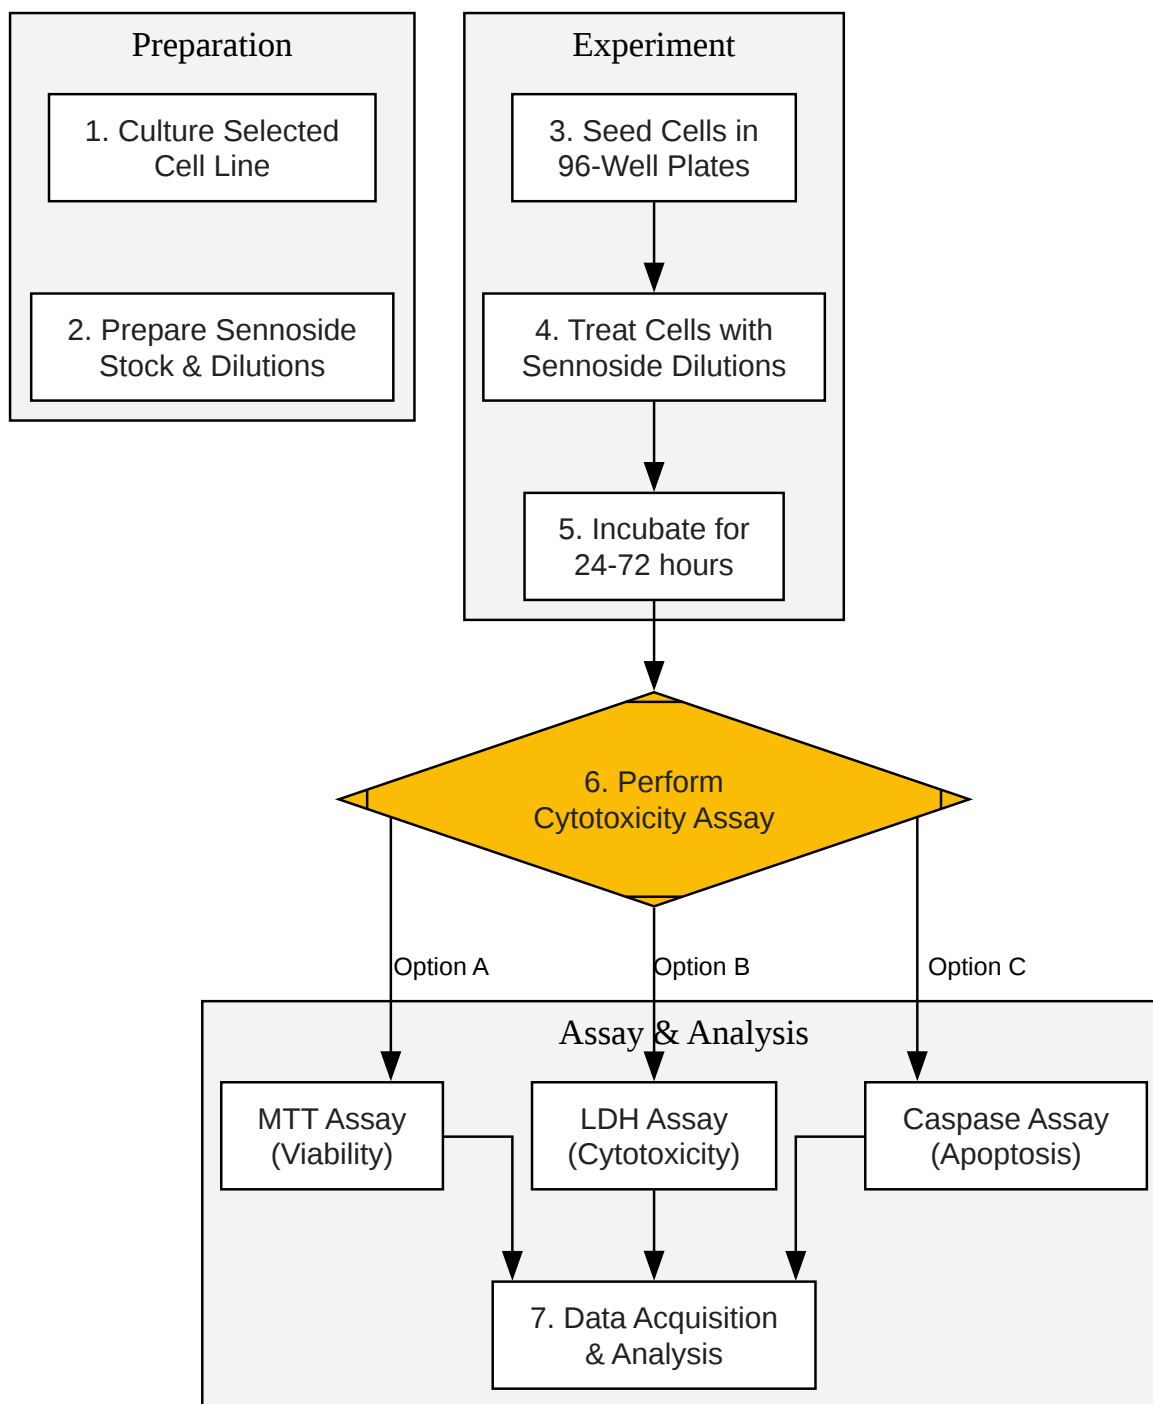 Preparation
1. Culture Selected
Cell Line
2. Prepare Sennoside
Stock & Dilutions
Experiment
3. Seed Cells in
96-Well Plates
4. Treat Cells with
Sennoside Dilutions
5. Incubate for
24-72 hours
6. Perform
Cytotoxicity Assay
Option A
Option B
Option C
Assay & Analysis
MTT Assay
(Viability)
LDH Assay
(Cytotoxicity)
Caspase Assay
(Apoptosis)
7. Data Acquisition
& Analysis